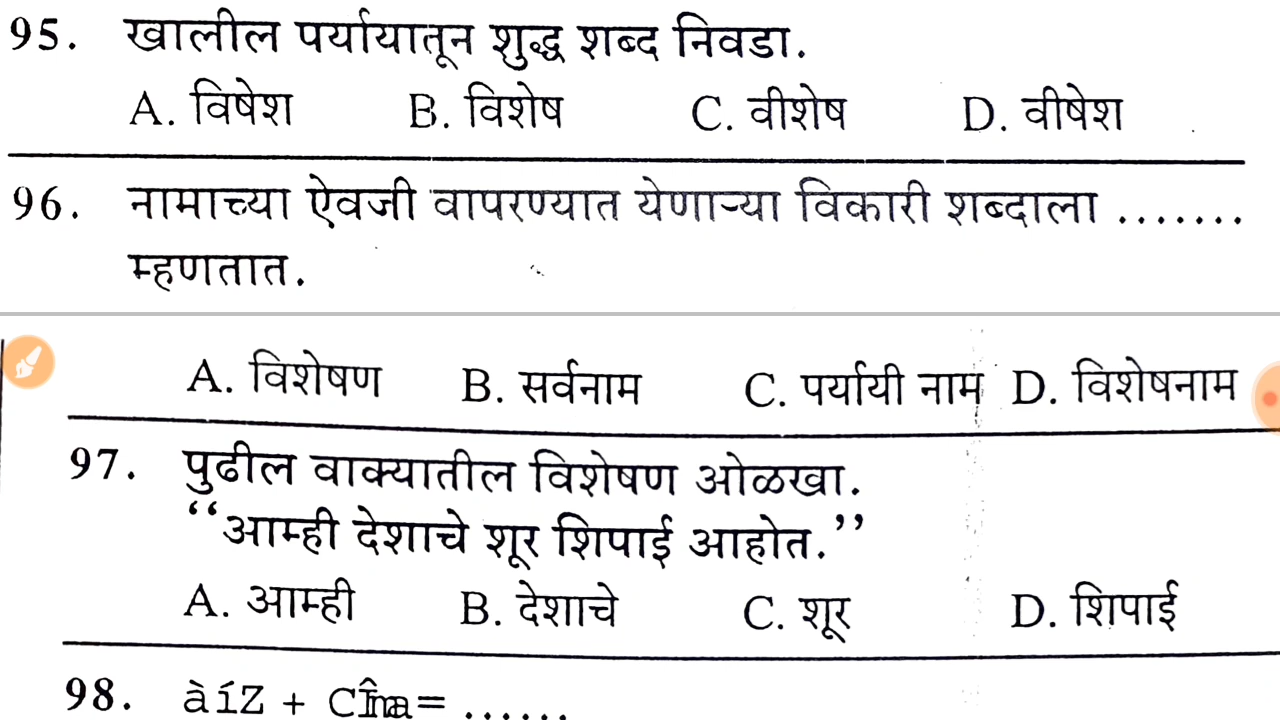 95. खालील पर्यायातून शुद्ध शब्द निवडा.
A. विषेश B. विशेष C. वीशेष D. वीषेश
96. नामाच्या ऐवजी वापरण्यात येणाऱ्या विकारी शब्दाला .......
म्हणतात.
A. विशेषण B. सर्वनाम C. पर्यायी नाम D. विशेषनाम
97. पुढील वाक्यातील विशेषण ओळखा.
“आम्ही देशाचे शूर शिपाई आहोत.”
A. आम्ही B. देशाचे C. शूर D. शिपाई
98. àíZ + = ......